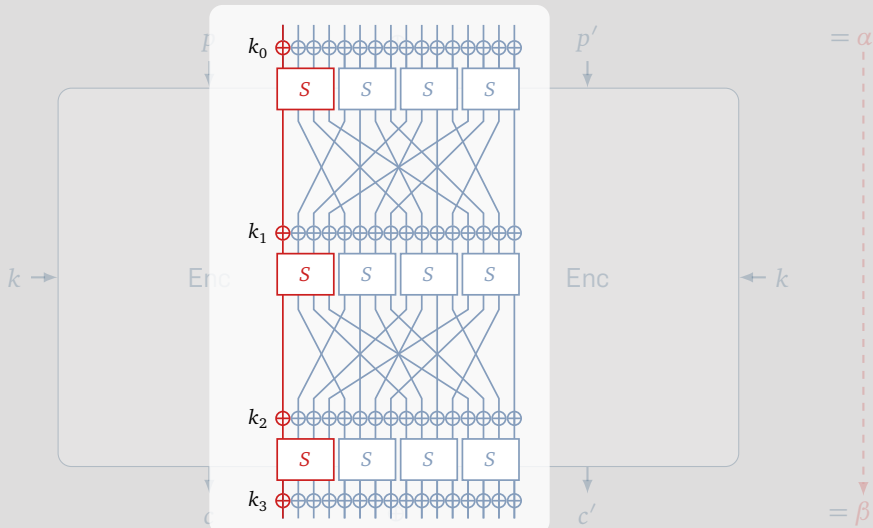 p p′ = α
k₀
S S S S
k₁
k Enc S S S S Enc k
k₂
S S S S
k₃
c c′ = β